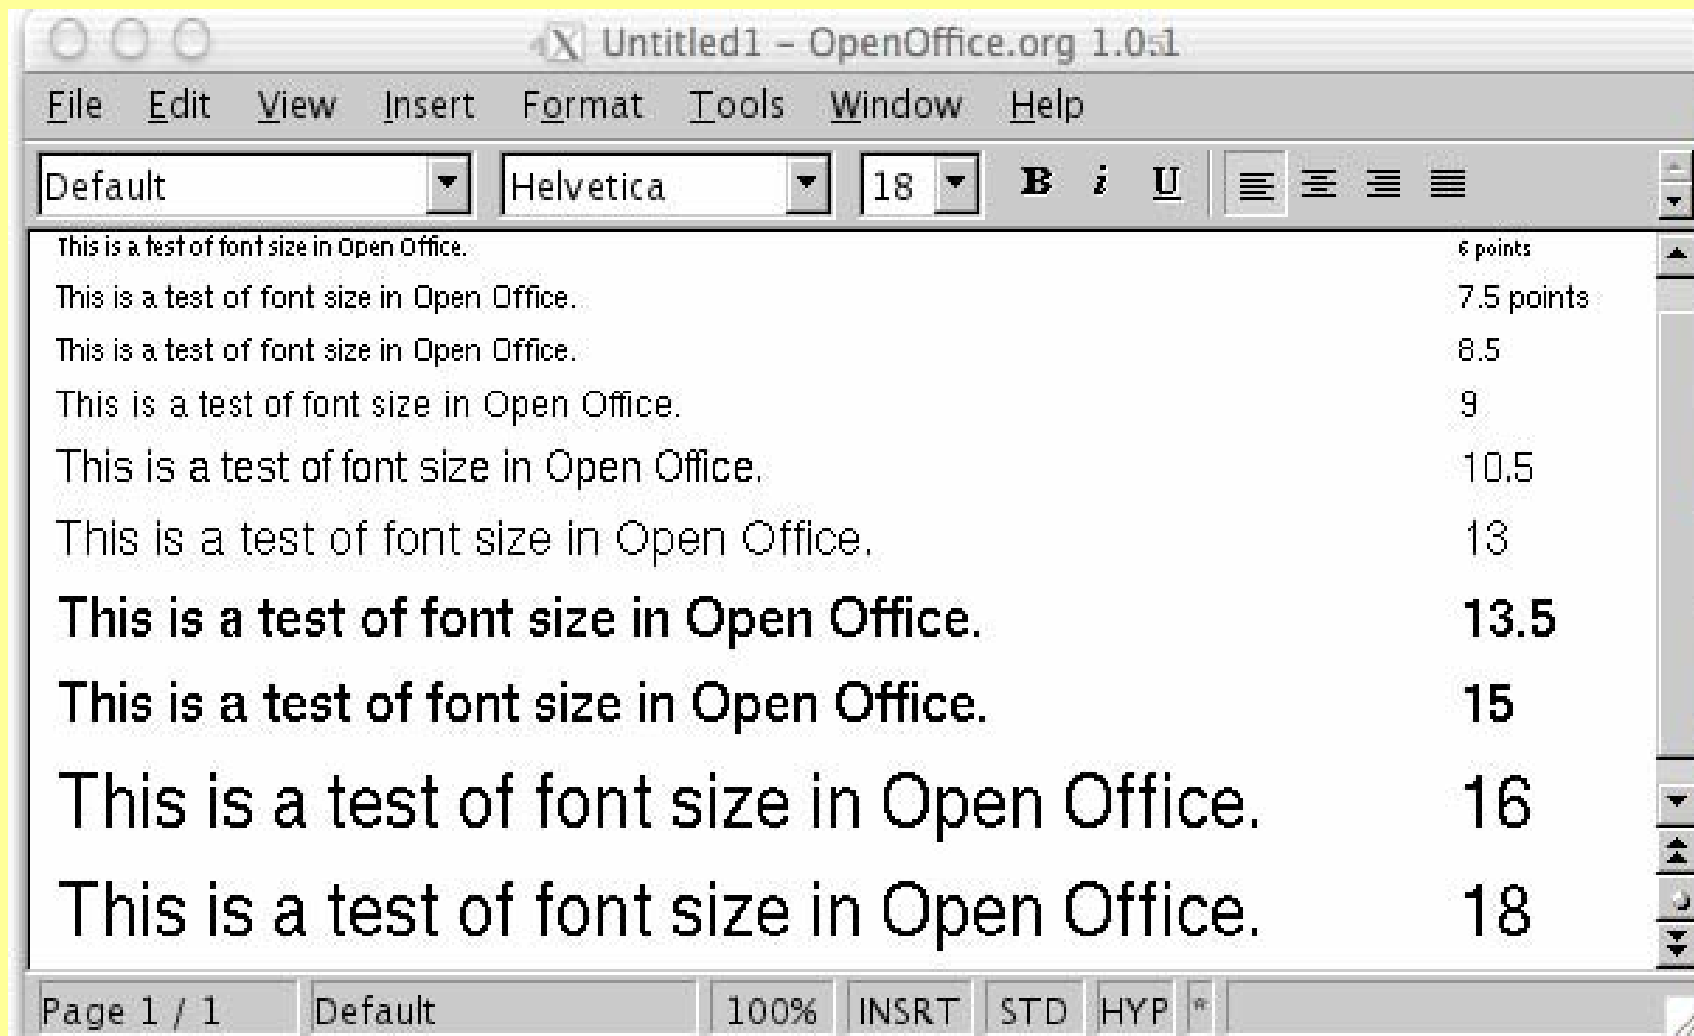 X Untitled1 – OpenOffice.org 1.0.1
File Edit View Insert Format Tools Window Help
Default Helvetica 18 B i U
This is a test of font size in Open Office. 6 points
This is a test of font size in Open Office. 7.5 points
This is a test of font size in Open Office. 8.5
This is a test of font size in Open Office. 9
This is a test of font size in Open Office. 10.5
This is a test of font size in Open Office. 13
This is a test of font size in Open Office. 13.5
This is a test of font size in Open Office. 15
This is a test of font size in Open Office. 16
This is a test of font size in Open Office. 18
Page 1 / 1 Default 100% INSRT STD HYP *